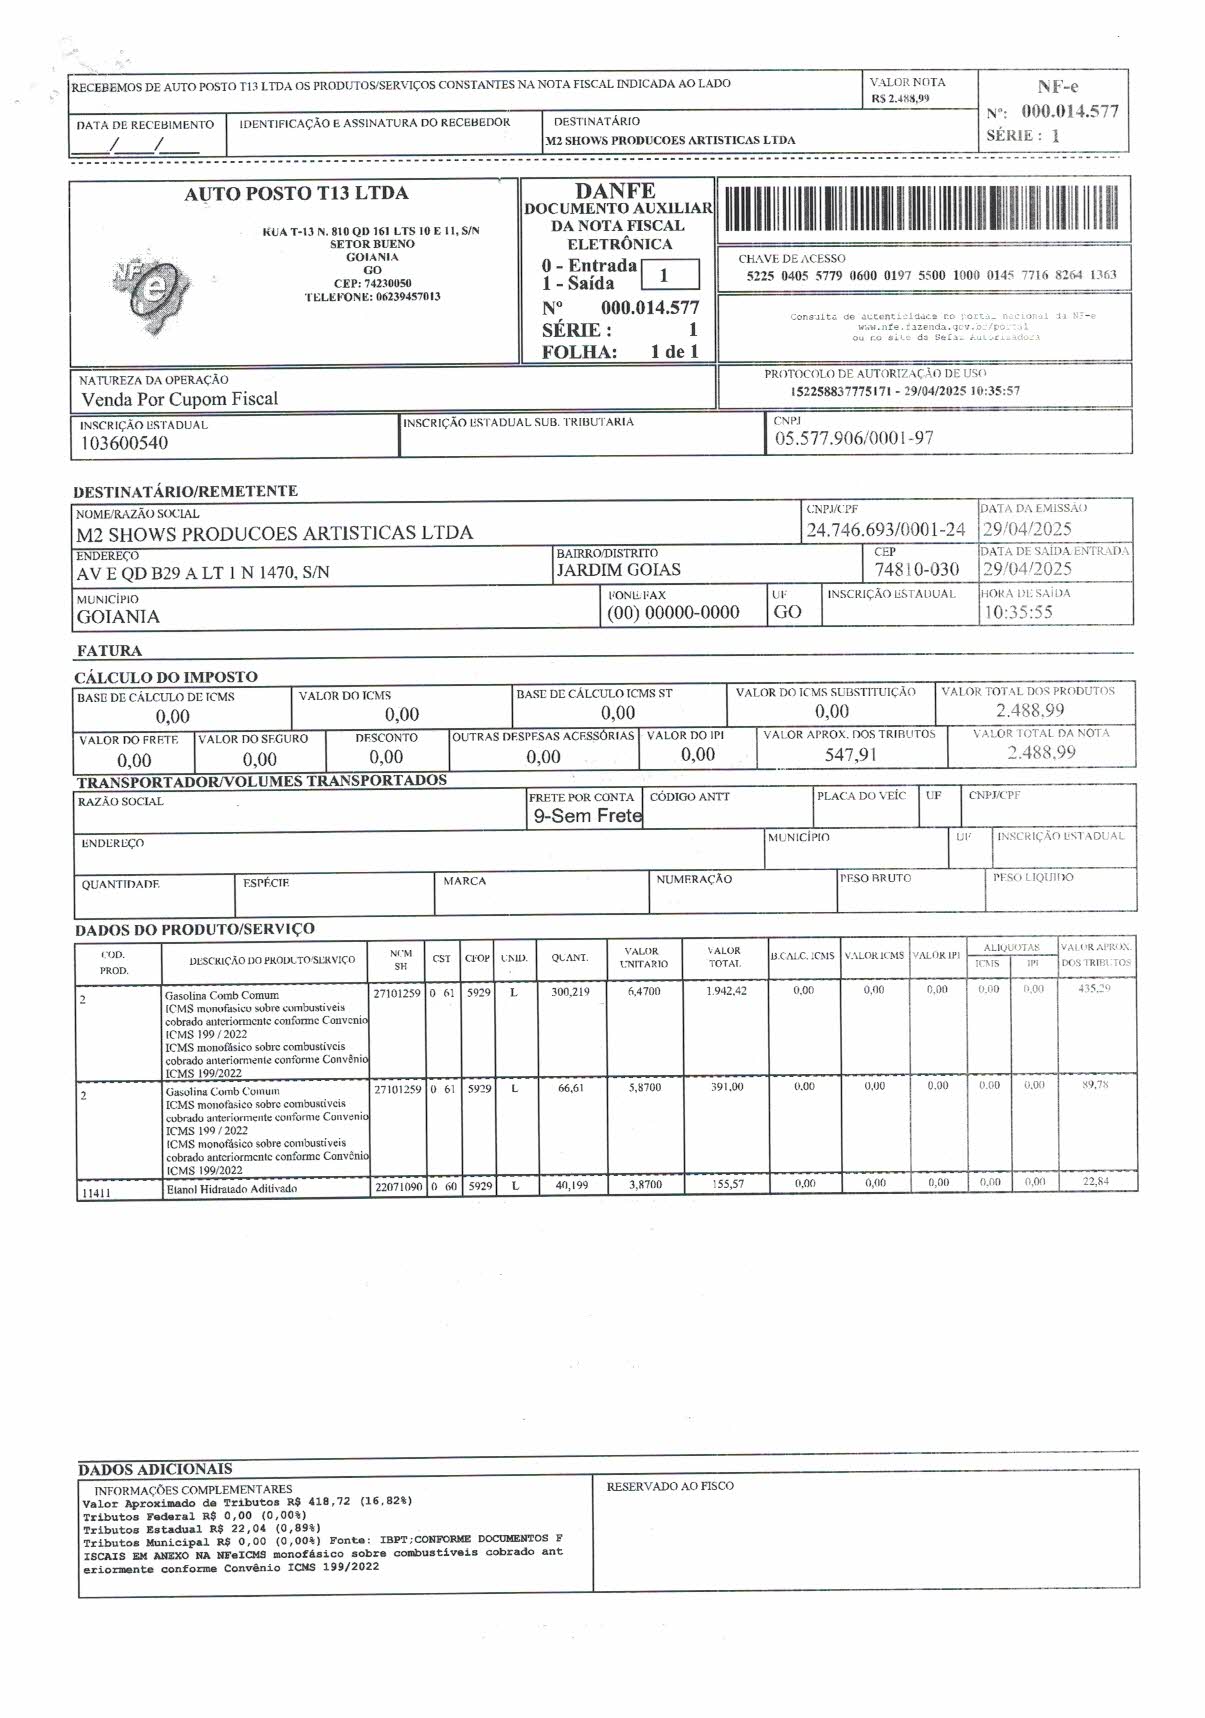 RECEBEMOS DE AUTO POSTO T13 LTDA OS PRODUTOS/SERVIÇOS CONSTANTES NA NOTA FISCAL INDICADA AO LADO
VALOR NOTA
R$ 2.488,99
NF-e
Nº: 000.014.577
SÉRIE : 1
DATA DE RECEBIMENTO
___/___/___
IDENTIFICAÇÃO E ASSINATURA DO RECEBEDOR
DESTINATÁRIO
M2 SHOWS PRODUCOES ARTISTICAS LTDA
AUTO POSTO T13 LTDA
RUA T-13 N. 810 QD 161 LTS 10 E 11, S/N
SETOR BUENO
GOIANIA
GO
CEP: 74230050
TELEFONE: 06239457013
NFe
DANFE
DOCUMENTO AUXILIAR
DA NOTA FISCAL
ELETRÔNICA
0 - Entrada
1 - Saída
1
Nº 000.014.577
SÉRIE : 1
FOLHA: 1 de 1
CHAVE DE ACESSO
5225 0405 5779 0600 0197 5500 1000 0145 7716 8264 1363
Consulta de autenticidade no portal nacional da NF-e
www.nfe.fazenda.gov.br/portal
ou no site da Sefaz Autorizadora
NATUREZA DA OPERAÇÃO
Venda Por Cupom Fiscal
PROTOCOLO DE AUTORIZAÇÃO DE USO
152258837775171 - 29/04/2025 10:35:57
INSCRIÇÃO ESTADUAL
103600540
INSCRIÇÃO ESTADUAL SUB. TRIBUTARIA
CNPJ
05.577.906/0001-97
DESTINATÁRIO/REMETENTE
NOME/RAZÃO SOCIAL
M2 SHOWS PRODUCOES ARTISTICAS LTDA
CNPJ/CPF
24.746.693/0001-24
DATA DA EMISSÃO
29/04/2025
ENDEREÇO
AV E QD B29 A LT 1 N 1470, S/N
BAIRRO/DISTRITO
JARDIM GOIAS
CEP
74810-030
DATA DE SAÍDA ENTRADA
29/04/2025
MUNICÍPIO
GOIANIA
FONE/FAX
(00) 00000-0000
UF
GO
INSCRIÇÃO ESTADUAL
HORA DE SAÍDA
10:35:55
FATURA
CÁLCULO DO IMPOSTO
BASE DE CÁLCULO DE ICMS
0,00
VALOR DO ICMS
0,00
BASE DE CÁLCULO ICMS ST
0,00
VALOR DO ICMS SUBSTITUIÇÃO
0,00
VALOR TOTAL DOS PRODUTOS
2.488,99
VALOR DO FRETE
0,00
VALOR DO SEGURO
0,00
DESCONTO
0,00
OUTRAS DESPESAS ACESSÓRIAS
0,00
VALOR DO IPI
0,00
VALOR APROX. DOS TRIBUTOS
547,91
VALOR TOTAL DA NOTA
2.488,99
TRANSPORTADOR/VOLUMES TRANSPORTADOS
RAZÃO SOCIAL
FRETE POR CONTA
9-Sem Frete
CÓDIGO ANTT
PLACA DO VEÍC
UF
CNPJ/CPF
ENDEREÇO
MUNICÍPIO
UF
INSCRIÇÃO ESTADUAL
QUANTIDADE
ESPÉCIE
MARCA
NUMERAÇÃO
PESO BRUTO
PESO LIQUIDO
DADOS DO PRODUTO/SERVIÇO
COD. PROD. DESCRIÇÃO DO PRODUTO/SERVIÇO NCM SH CST CFOP UNID. QUANT. VALOR UNITARIO VALOR TOTAL B.CALC. ICMS VALOR ICMS VALOR IPI ALIQUOTAS ICMS IPI VALOR APROX. DOS TRIBUTOS
2 Gasolina Comb Comum 27101259 0 61 5929 L 300,219 6,4700 1.942,42 0,00 0,00 0,00 0,00 0,00 435,29
ICMS monofasico sobre combustiveis
cobrado anteriormente conforme Convenio
ICMS 199 / 2022
ICMS monofásico sobre combustíveis
cobrado anteriormente conforme Convênio
ICMS 199/2022
2 Gasolina Comb Comum 27101259 0 61 5929 L 66,61 5,8700 391,00 0,00 0,00 0,00 0,00 0,00 89,78
ICMS monofasico sobre combustiveis
cobrado anteriormente conforme Convenio
ICMS 199 / 2022
ICMS monofásico sobre combustíveis
cobrado anteriormente conforme Convênio
ICMS 199/2022
11411 Etanol Hidratado Aditivado 22071090 0 60 5929 L 40,199 3,8700 155,57 0,00 0,00 0,00 0,00 0,00 22,84
DADOS ADICIONAIS
INFORMAÇÕES COMPLEMENTARES
Valor Aproximado de Tributos R$ 418,72 (16,82%)
Tributos Federal R$ 0,00 (0,00%)
Tributos Estadual R$ 22,04 (0,89%)
Tributos Municipal R$ 0,00 (0,00%) Fonte: IBPT;CONFORME DOCUMENTOS F
ISCAIS EM ANEXO NA NFeICMS monofásico sobre combustíveis cobrado ant
eriormente conforme Convênio ICMS 199/2022
RESERVADO AO FISCO